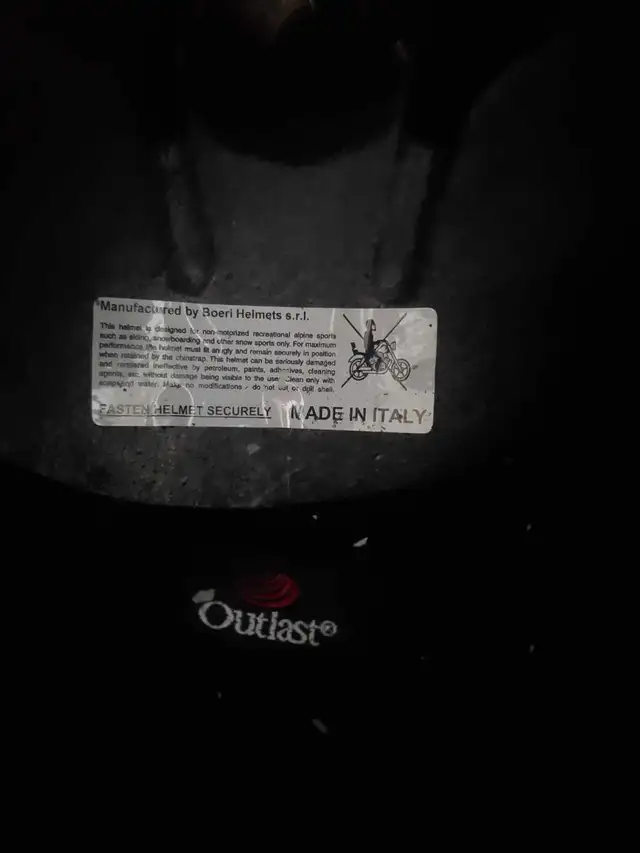 Manufactured by Boeri Helmets s.r.l.
This helmet is designed for non-motorized recreational alpine sports
such as skiing, snowboarding and other snow sports only. For maximum
performance, the helmet must fit snugly and remain securely in position
when retained by the chinstrap. This helmet can be seriously damaged
and rendered ineffective by petroleum, paints, adhesives, cleaning
agents, etc. without damage being visible to the user. Clean only with
soap and water. Make no modifications - do not cut or drill shell.
FASTEN HELMET SECURELY MADE IN ITALY
Outlast®